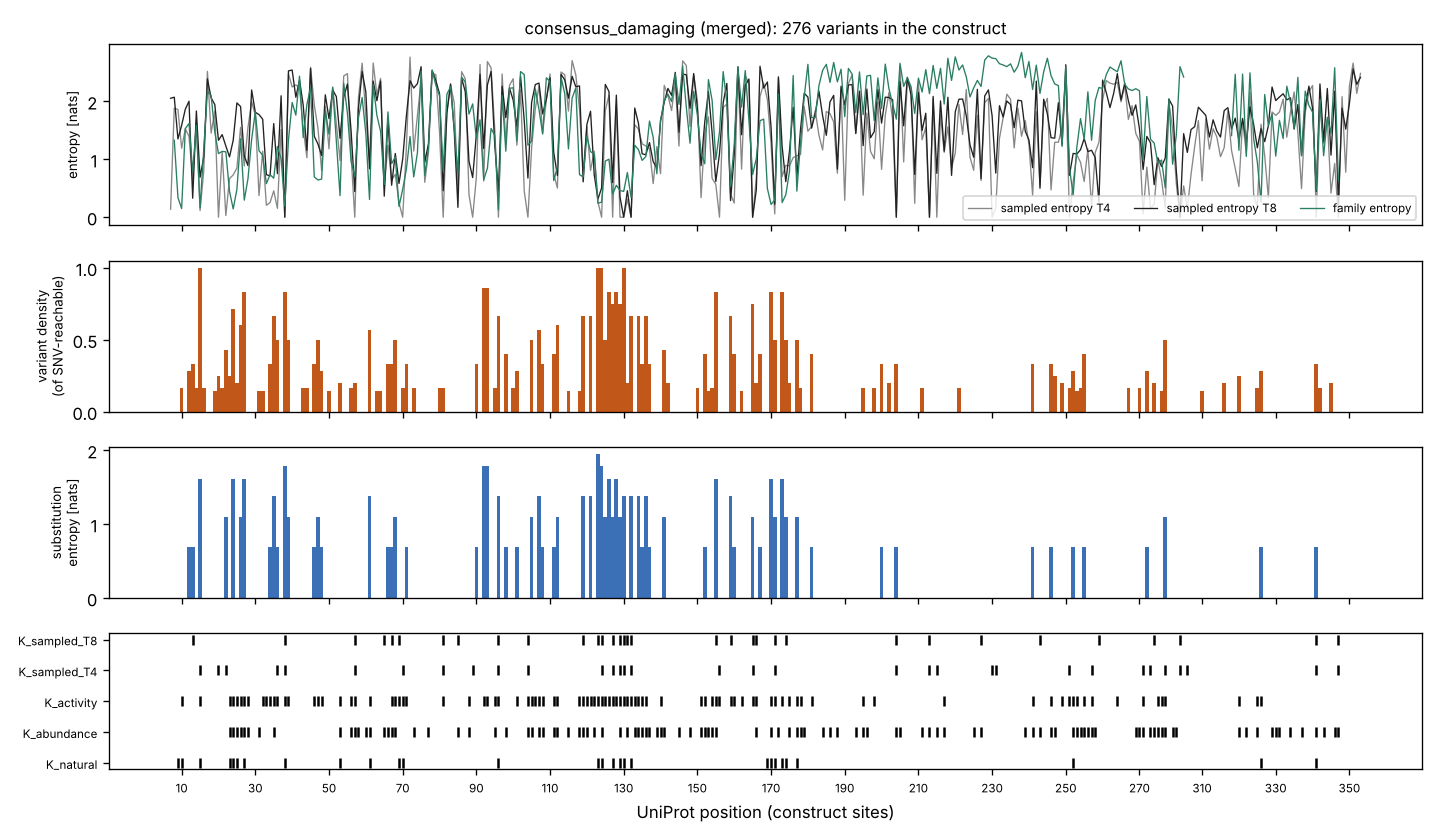 consensus_damaging (merged): 276 variants in the construct
entropy [nats]
2
1
0
sampled entropy T4
sampled entropy T8
family entropy
variant density
(of SNV-reachable)
1.0
0.5
0.0
substitution
entropy [nats]
2
1
0
K_sampled_T8
K_sampled_T4
K_activity
K_abundance
K_natural
10 30 50 70 90 110 130 150 170 190 210 230 250 270 310 330 350
UniProt position (construct sites)